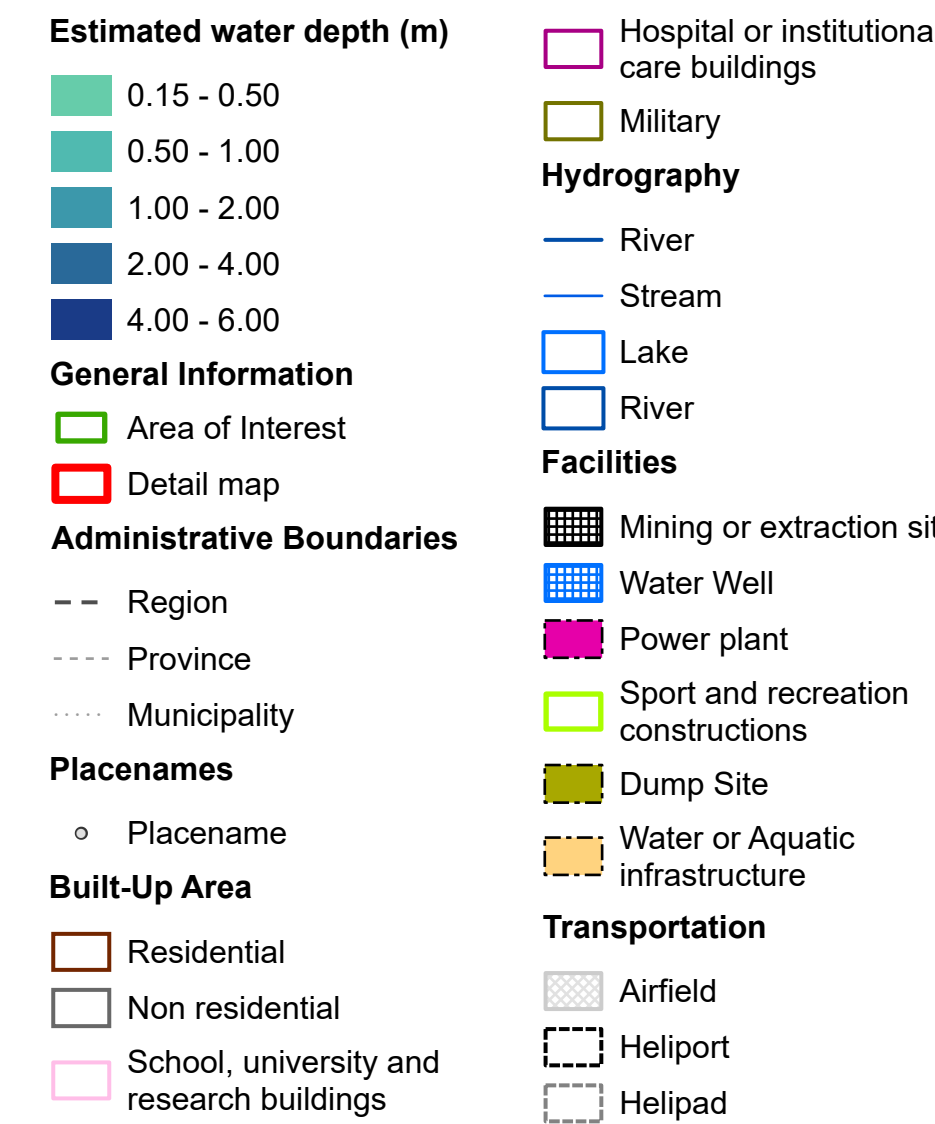 Estimated water depth (m)
0.15 - 0.50
0.50 - 1.00
1.00 - 2.00
2.00 - 4.00
4.00 - 6.00
General Information
Area of Interest
Detail map
Administrative Boundaries
Region
Province
Municipality
Placenames
Placename
Built-Up Area
Residential
Non residential
School, university and
research buildings
Hospital or institutiona
care buildings
Military
Hydrography
River
Stream
Lake
River
Facilities
Mining or extraction sit
Water Well
Power plant
Sport and recreation
constructions
Dump Site
Water or Aquatic
infrastructure
Transportation
Airfield
Heliport
Helipad